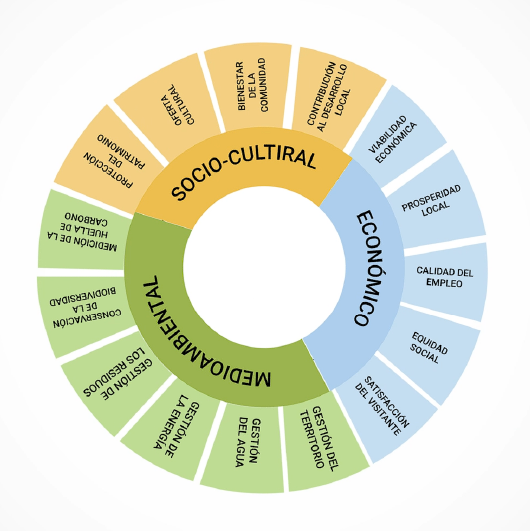 SOCIO-CULTIRAL
ECONÓMICO
MEDIOAMBIENTAL
PROTECCIÓN
DEL
PATRIMONIO
OFERTA
CULTURAL
BIENESTAR
DE LA
COMUNIDAD
CONTRIBUCIÓN
AL DESARROLLO
LOCAL
VIABILIDAD
ECONÓMICA
PROSPERIDAD
LOCAL
CALIDAD DEL
EMPLEO
EQUIDAD
SOCIAL
SATISFACCIÓN
DEL VISITANTE
GESTIÓN DEL
TERRITORIO
GESTIÓN
DEL AGUA
GESTIÓN DE
LA ENERGÍA
GESTIÓN DE
LOS RESIDUOS
CONSERVACIÓN
DE LA
BIODIVERSIDAD
MEDICIÓN DE LA
HUELLA DE
CARBONO